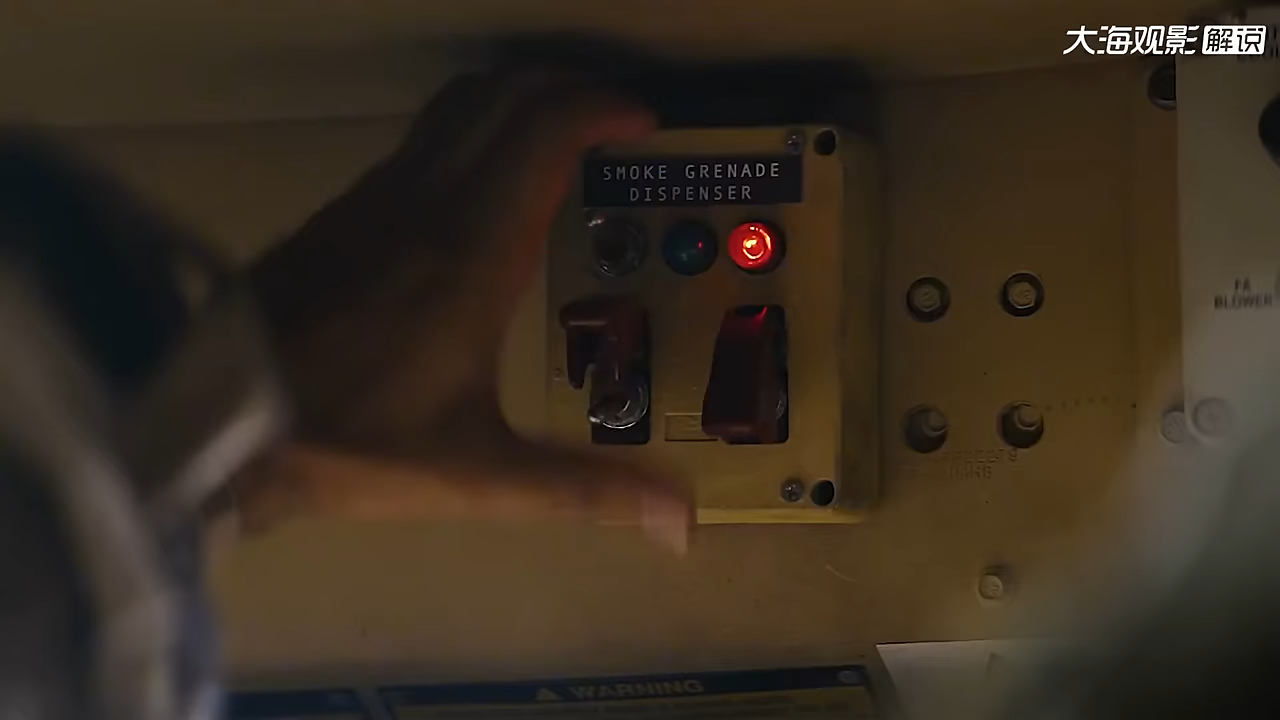 大海观影解说
SMOKE GRENADE
DISPENSER
FA
BLOWER
WARNING